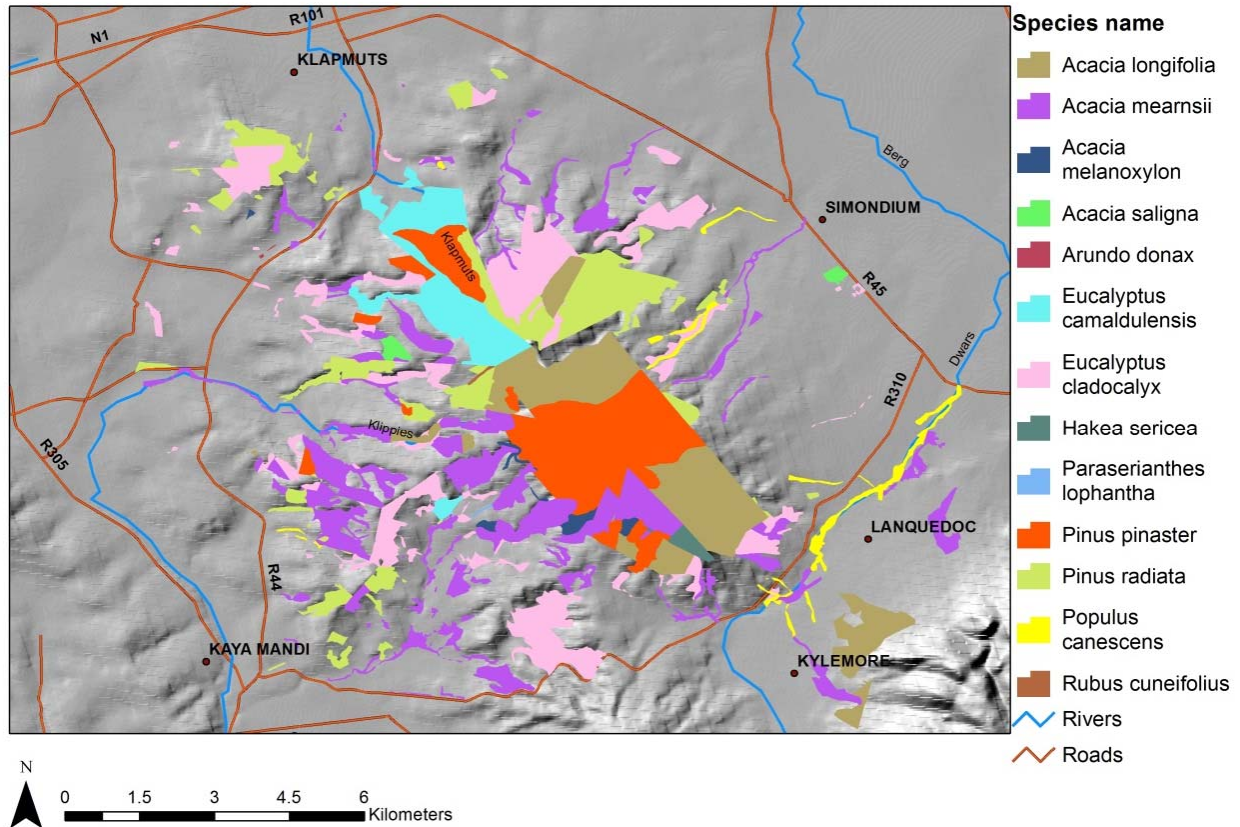 N1
R101
KLAPMUTS
Berg
SIMONDIUM
Klapmuts
R45
Dwars
R310
Klippies
R305
LANQUEDOC
R44
KAYA MANDI
KYLEMORE
Species name
Acacia longifolia
Acacia mearnsii
Acacia
melanoxylon
Acacia saligna
Arundo donax
Eucalyptus
camaldulensis
Eucalyptus
cladocalyx
Hakea sericea
Paraserianthes
lophantha
Pinus pinaster
Pinus radiata
Populus
canescens
Rubus cuneifolius
Rivers
Roads
N
0 1.5 3 4.5 6
Kilometers